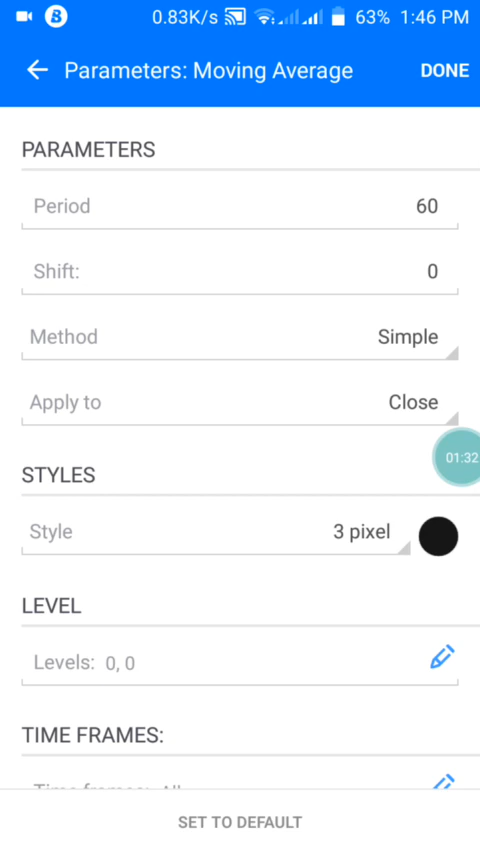 0.83K/s 63% 1:46 PM
Parameters: Moving Average DONE
PARAMETERS
Period 60
Shift: 0
Method Simple
Apply to Close
01:32
STYLES
Style 3 pixel
LEVEL
Levels: 0, 0
TIME FRAMES:
SET TO DEFAULT